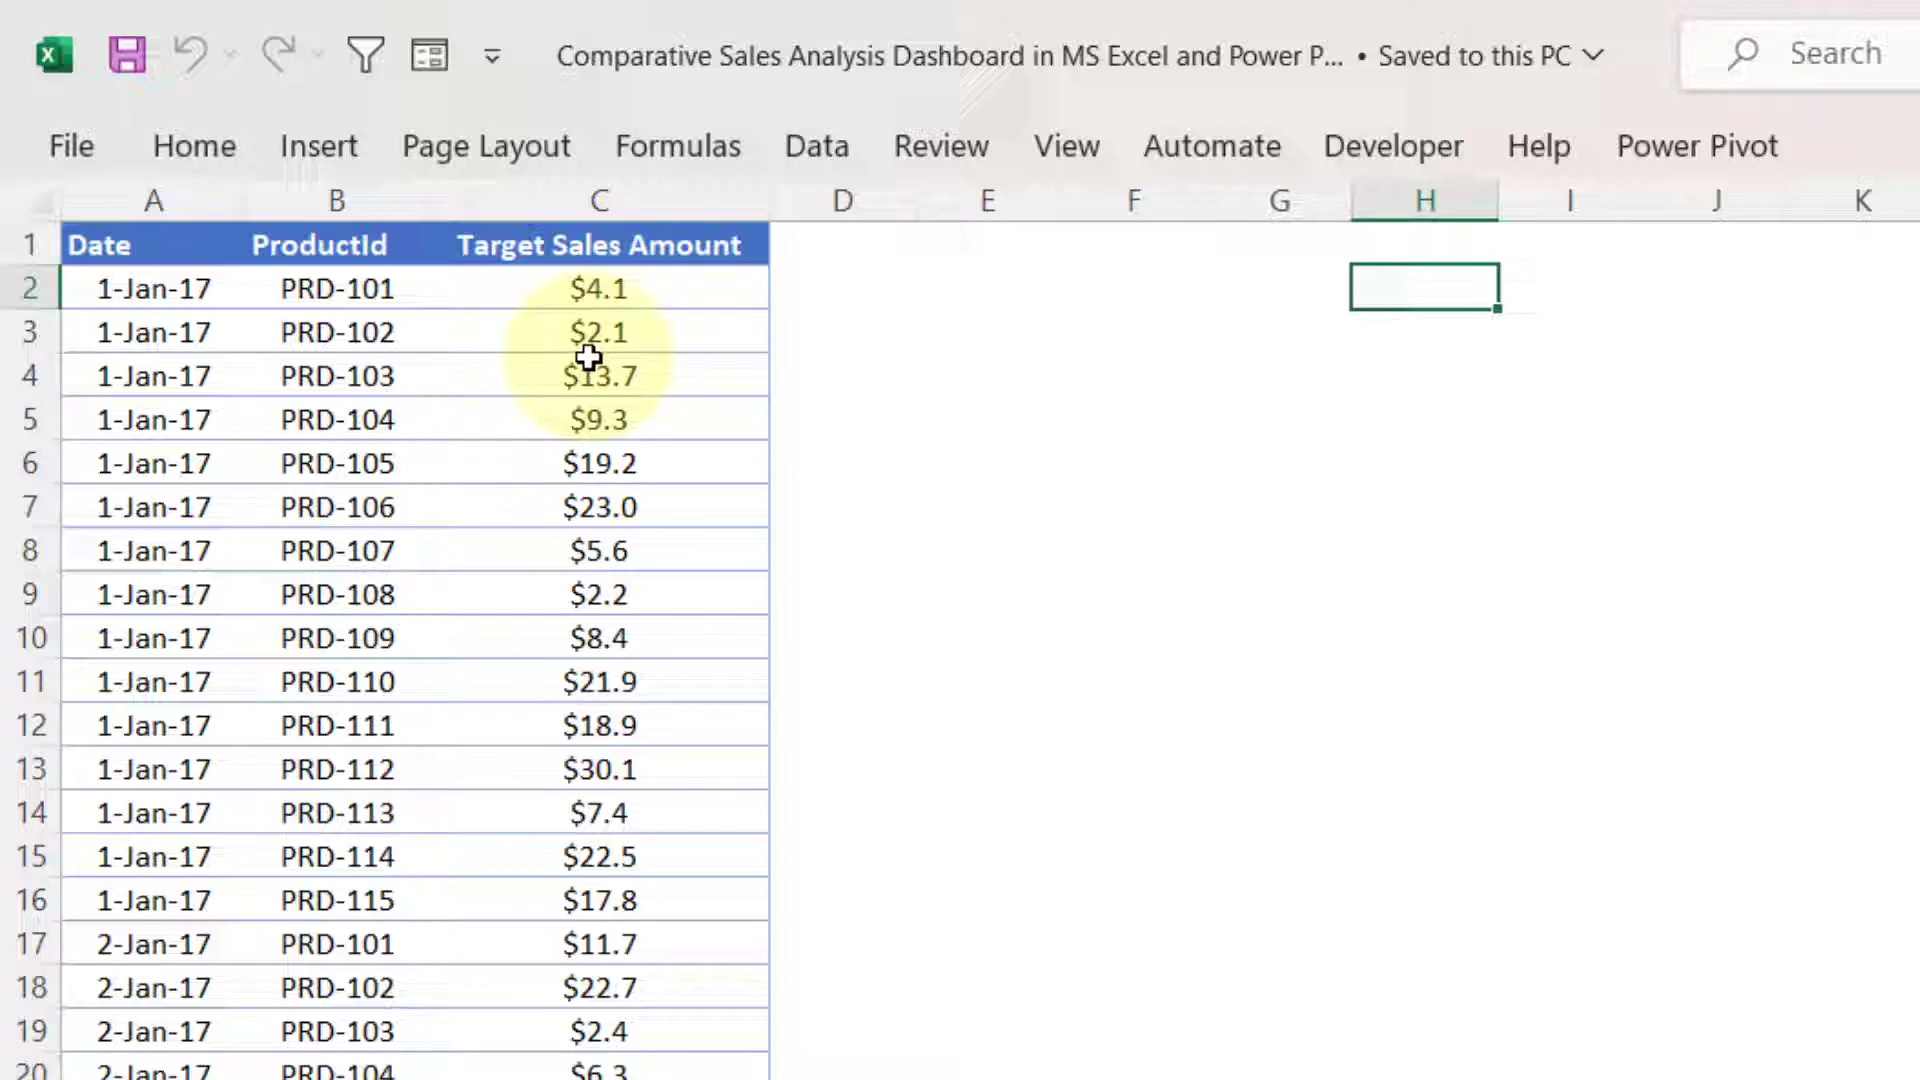 Comparative Sales Analysis Dashboard in MS Excel and Power P... • Saved to this PC
Search
File Home Insert Page Layout Formulas Data Review View Automate Developer Help Power Pivot
A B C D E F G H I J K
1 Date ProductId Target Sales Amount
2 1-Jan-17 PRD-101 $4.1
3 1-Jan-17 PRD-102 $2.1
4 1-Jan-17 PRD-103 $13.7
5 1-Jan-17 PRD-104 $9.3
6 1-Jan-17 PRD-105 $19.2
7 1-Jan-17 PRD-106 $23.0
8 1-Jan-17 PRD-107 $5.6
9 1-Jan-17 PRD-108 $2.2
10 1-Jan-17 PRD-109 $8.4
11 1-Jan-17 PRD-110 $21.9
12 1-Jan-17 PRD-111 $18.9
13 1-Jan-17 PRD-112 $30.1
14 1-Jan-17 PRD-113 $7.4
15 1-Jan-17 PRD-114 $22.5
16 1-Jan-17 PRD-115 $17.8
17 2-Jan-17 PRD-101 $11.7
18 2-Jan-17 PRD-102 $22.7
19 2-Jan-17 PRD-103 $2.4
20 2-Jan-17 PRD-104 $6.3